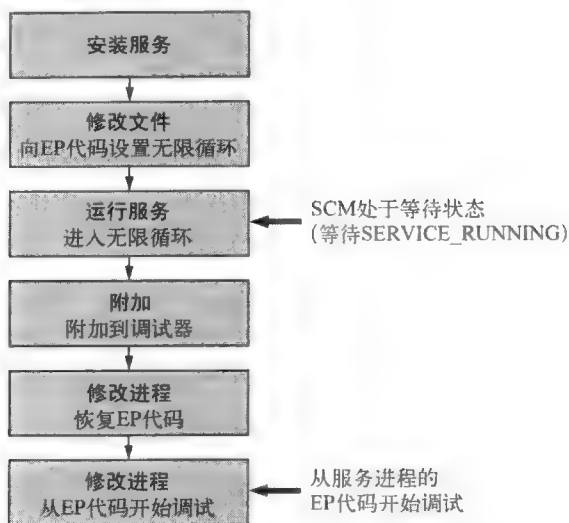 安装服务
修改文件
向EP代码设置无限循环
运行服务
进入无限循环
SCM处于等待状态
(等待SERVICE_RUNNING)
附加
附加到调试器
修改进程
恢复EP代码
修改进程
从EP代码开始调试
从服务进程的
EP代码开始调试